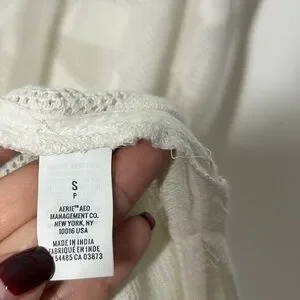 S
P
AERIE™ AEO
MANAGEMENT CO.
NEW YORK, NY
10016 USA
MADE IN INDIA
FABRIQUÉ EN INDE
54485 CA 03873